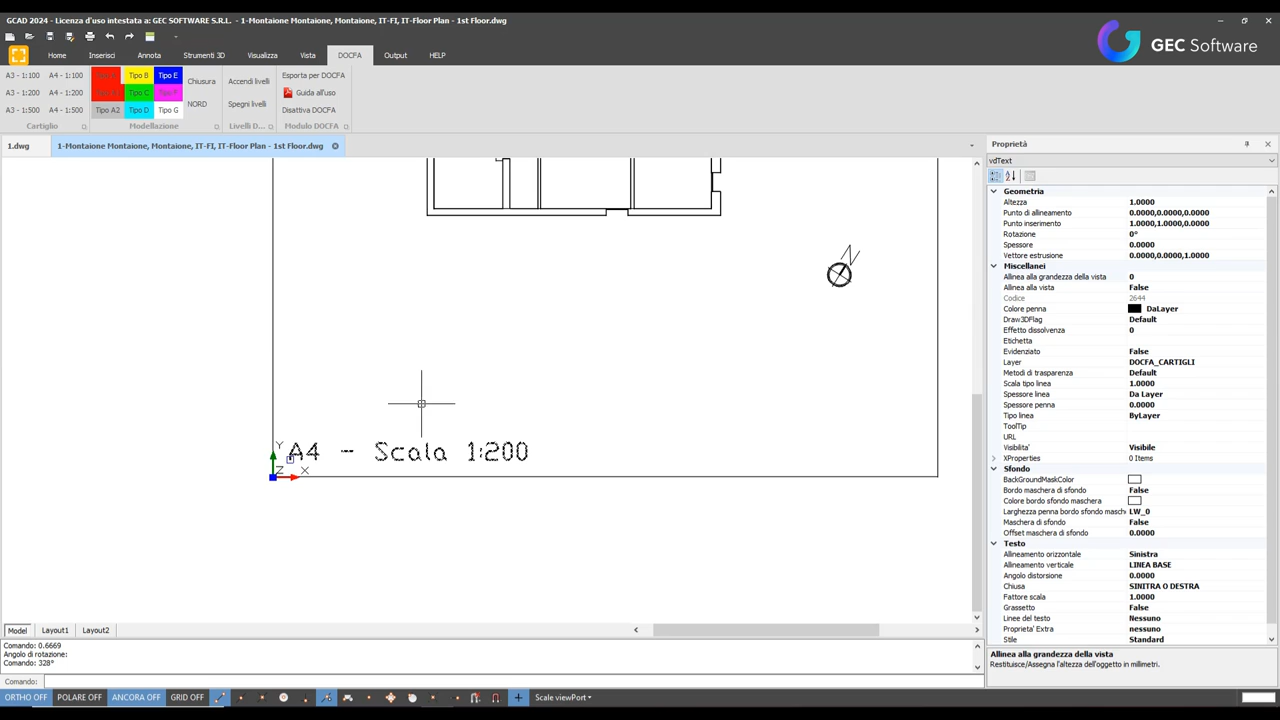 GCAD 2024 - Licenza d'uso intestata a: GEC SOFTWARE S.R.L. - 1-Montaione Montaione, Montaione, IT-FI, IT-Floor Plan - 1st Floor.dwg
GEC Software
Home Inserisci Annota Strumenti 3D Visualizza Vista DOCFA Output HELP
A3 - 1:100 A4 - 1:100 Tipo B Tipo E Chiusura Accendi livelli Esporta per DOCFA
A3 - 1:200 A4 - 1:200 Tipo C Guida all'uso
NORD Spegni livelli
A3 - 1:500 A4 - 1:500 Tipo A2 Tipo D Tipo G Disattiva DOCFA
Cartiglio Modellazione Livelli D... Modulo DOCFA
1.dwg 1-Montaione Montaione, Montaione, IT-FI, IT-Floor Plan - 1st Floor.dwg
N
A4 - Scala 1:200
Y
Z X
Model Layout1 Layout2
Comando: 0.6669
Angolo di rotazione:
Comando: 328°
Comando:
ORTHO OFF POLARE OFF ANCORA OFF GRID OFF Scale viewPort
Proprietà
vdText
Geometria
Altezza 1.0000
Punto di allineamento 0.0000,0.0000,0.0000
Punto inserimento 1.0000,1.0000,0.0000
Rotazione 0°
Spessore 0.0000
Vettore estrusione 0.0000,0.0000,1.0000
Miscellanei
Allinea alla grandezza della vista 0
Allinea alla vista False
Codice 2644
Colore penna DaLayer
Draw3DFlag Default
Effetto dissolvenza 0
Etichetta
Evidenziato False
Layer DOCFA_CARTIGLI
Metodi di trasparenza Default
Scala tipo linea 1.0000
Spessore linea Da Layer
Spessore penna 0.0000
Tipo linea ByLayer
ToolTip
URL
Visibilita' Visibile
XProperties 0 Items
Sfondo
BackGroundMaskColor
Bordo maschera di sfondo False
Colore bordo sfondo maschera
Larghezza penna bordo sfondo masche LW_0
Maschera di sfondo False
Offset maschera di sfondo 0.0000
Testo
Allineamento orizzontale Sinistra
Allineamento verticale LINEA BASE
Angolo distorsione 0.0000
Chiusa SINITRA O DESTRA
Fattore scala 1.0000
Grassetto False
Linee del testo Nessuno
Proprieta' Extra nessuno
Stile Standard
Allinea alla grandezza della vista
Restituisce/Assegna l'altezza dell'oggetto in millimetri.